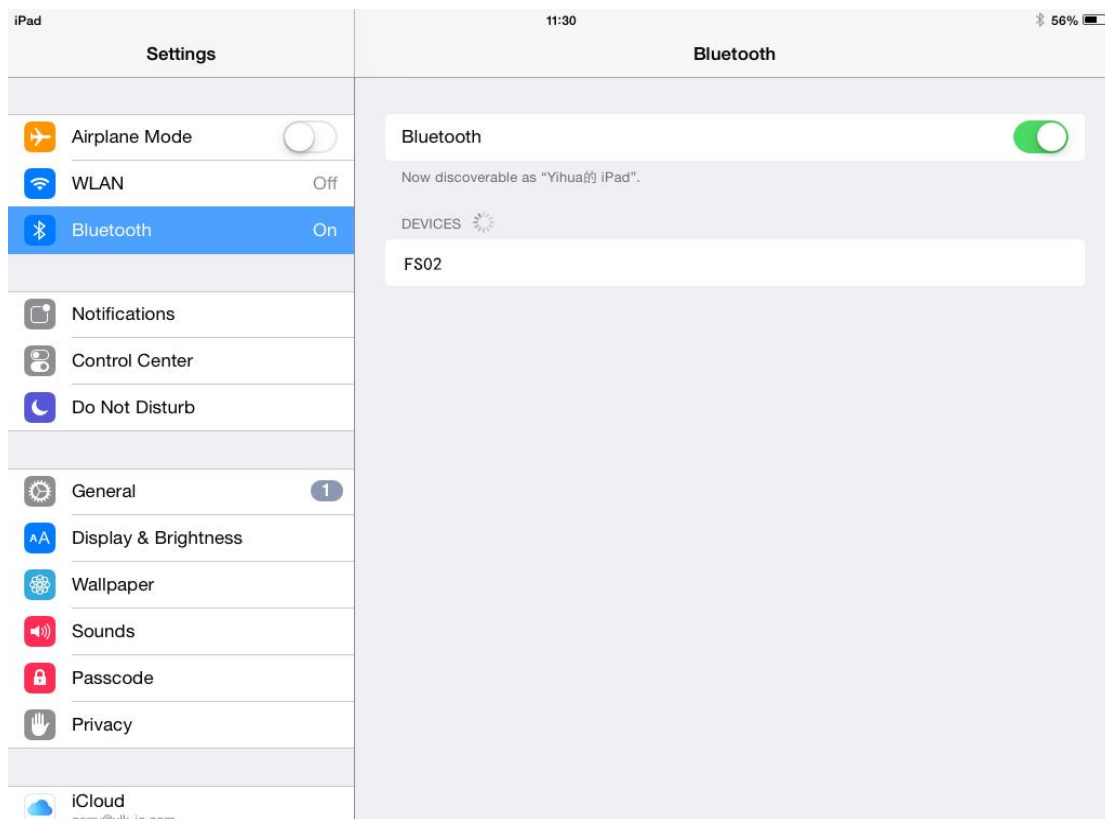 iPad
11:30
56%
Settings
Bluetooth
Airplane Mode
WLAN
Off
Bluetooth
On
Notifications
Control Center
Do Not Disturb
General
1
AA Display & Brightness
Wallpaper
Sounds
Passcode
Privacy
iCloud
Bluetooth
Now discoverable as “Yihua的 iPad”.
DEVICES
FS02